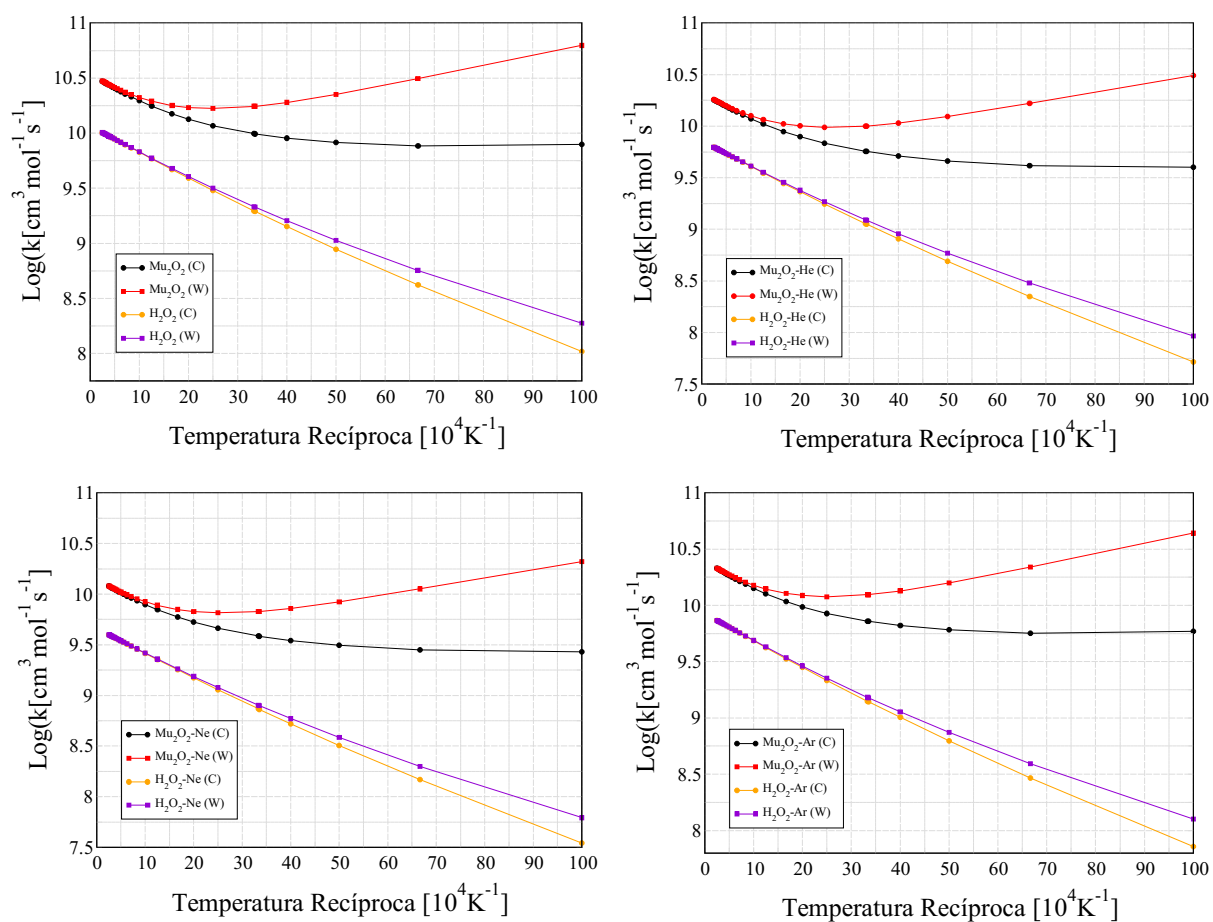 11
10.5
10
9.5
9
8.5
8
Log(k[cm³ mol⁻¹ s⁻¹]
Mu₂O₂ (C)
Mu₂O₂ (W)
H₂O₂ (C)
H₂O₂ (W)
0 10 20 30 40 50 60 70 80 90 100
Temperatura Recíproca [10⁴K⁻¹]
11
10.5
10
9.5
9
8.5
8
7.5
Log(k[cm³ mol⁻¹ s⁻¹]
Mu₂O₂-He (C)
Mu₂O₂-He (W)
H₂O₂-He (C)
H₂O₂-He (W)
0 10 20 30 40 50 60 70 80 90 100
Temperatura Recíproca [10⁴K⁻¹]
11
10.5
10
9.5
9
8.5
8
7.5
Log(k[cm³ mol⁻¹ s⁻¹]
Mu₂O₂-Ne (C)
Mu₂O₂-Ne (W)
H₂O₂-Ne (C)
H₂O₂-Ne (W)
0 10 20 30 40 50 60 70 80 90 100
Temperatura Recíproca [10⁴K⁻¹]
11
10.5
10
9.5
9
8.5
8
Log(k[cm³ mol⁻¹ s⁻¹]
Mu₂O₂-Ar (C)
Mu₂O₂-Ar (W)
H₂O₂-Ar (C)
H₂O₂-Ar (W)
0 10 20 30 40 50 60 70 80 90 100
Temperatura Recíproca [10⁴K⁻¹]